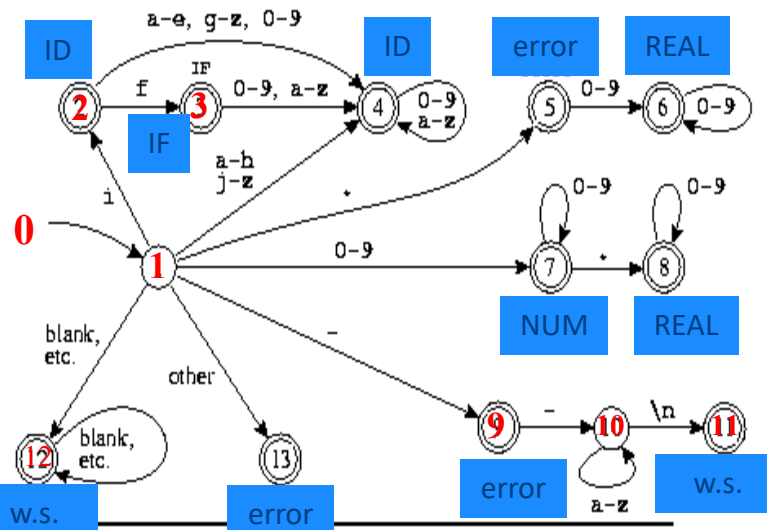 a-e, g-z, 0-9
ID
ID
error
REAL
IF
2
f
3
0-9, a-z
4
0-9
a-z
5
0-9
6
0-9
IF
a-h
j-z
.
i
0
1
0-9
0-9
0-9
7
.
8
NUM
REAL
-
blank,
etc.
other
9
-
10
\n
11
12
blank,
etc.
13
error
a-z
w.s.
w.s.
error